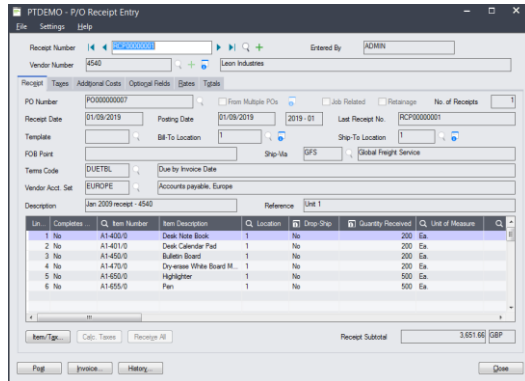 PTDEMO - P/O Receipt Entry
File Settings Help
Receipt Number RCP00000001 Entered By ADMIN
Vendor Number 4540 Leon Industries
Receipt Taxes Additional Costs Optional Fields Rates Totals
PO Number PO000000007 From Multiple POs Job Related Retainage No. of Receipts 1
Receipt Date 01/09/2019 Posting Date 01/09/2019 2019 - 01 Last Receipt No. RCP00000001
Template Bill-To Location 1 Ship-To Location 1
FOB Point Ship-Via GFS Global Freight Service
Terms Code DUETBL Due by Invoice Date
Vendor Acct. Set EUROPE Accounts payable, Europe
Description Jan 2009 receipt - 4540 Reference Unit 1
Lin... Completes ... Item Number Item Description Location Drop-Ship Quantity Received Unit of Measure
1 No A1-400/0 Desk Note Book 1 No 200 Ea.
2 No A1-401/0 Desk Calendar Pad 1 No 200 Ea.
3 No A1-450/0 Bulletin Board 1 No 200 Ea.
4 No A1-470/0 Dry-erase White Board M... 1 No 200 Ea.
5 No A1-650/0 Highlighter 1 No 500 Ea.
6 No A1-655/0 Pen 1 No 500 Ea.
Item/Tax... Calc. Taxes Receive All Receipt Subtotal 3,651.66 GBP
Post Invoice... History... Close